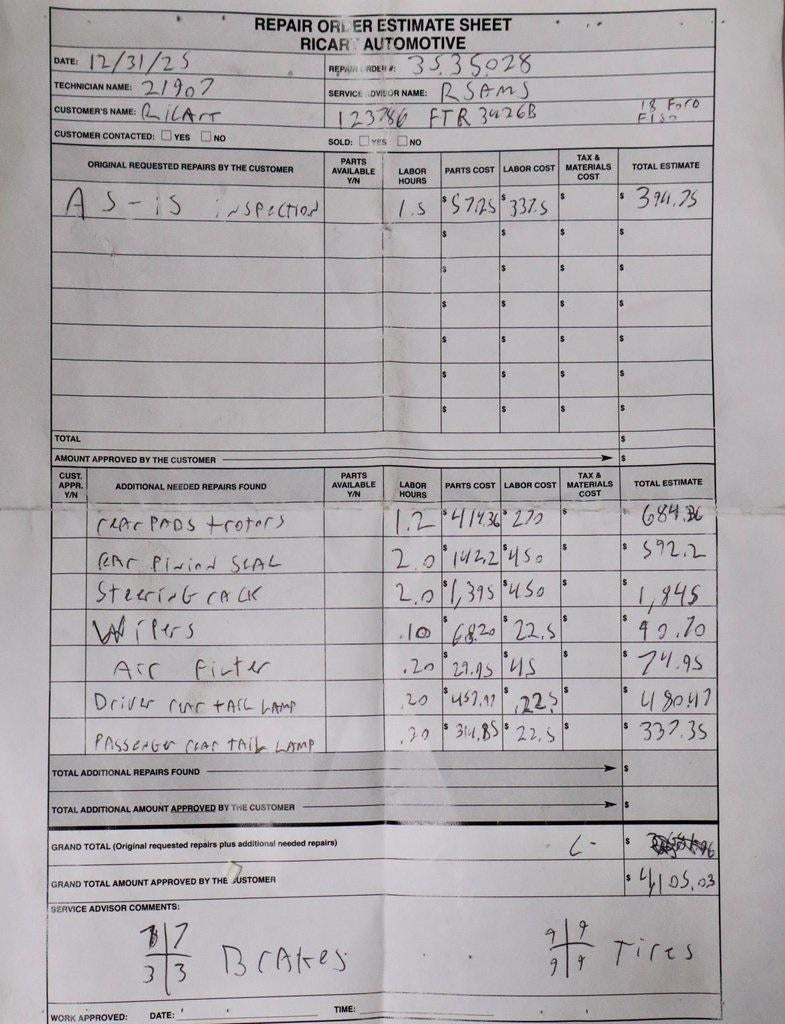 REPAIR ORDER ESTIMATE SHEET
RICART AUTOMOTIVE
DATE: 12/31/25 REPAIR ORDER #: 3535028
TECHNICIAN NAME: 21907 SERVICE ADVISOR NAME: RSAMS
CUSTOMER'S NAME: RiCArt 123786 FTR3426B 18 Ford F150
CUSTOMER CONTACTED: YES NO SOLD: YES NO
ORIGINAL REQUESTED REPAIRS BY THE CUSTOMER PARTS AVAILABLE Y/N LABOR HOURS PARTS COST LABOR COST TAX & MATERIALS COST TOTAL ESTIMATE
AS-iS inSPECTION 1.5 $57.25 $337.5 $ $394.75
$ $ $ $
$ $ $ $
$ $ $ $
$ $ $ $
$ $ $ $
$ $ $ $
TOTAL $
AMOUNT APPROVED BY THE CUSTOMER $
CUST. APPR. Y/N ADDITIONAL NEEDED REPAIRS FOUND PARTS AVAILABLE Y/N LABOR HOURS PARTS COST LABOR COST TAX & MATERIALS COST TOTAL ESTIMATE
rEAr PADS + rotors 1.2 $414.36 $270 $ 684.36
REAr Pinion SEAL 2.0 $142.2 $450 $ $592.2
SteeriNG rACK 2.0 $1,395 $450 $ $1,845
Wipers .10 $68.20 $22.5 $ $90.70
Air FiLter .20 $29.95 $45 $ $74.95
Driver rear tAIL LAMP .20 $ $22.5 $ $480.47
PASSENGEr rear tAIL LAMP .20 $314.85 $22.5 $ $337.35
TOTAL ADDITIONAL REPAIRS FOUND $
TOTAL ADDITIONAL AMOUNT APPROVED BY THE CUSTOMER $
GRAND TOTAL (Original requested repairs plus additional needed repairs) $
GRAND TOTAL AMOUNT APPROVED BY THE CUSTOMER $4,105.03
SERVICE ADVISOR COMMENTS:
7 9 9
3 3 BrAkes 9 9 Tires
WORK APPROVED: DATE: TIME: